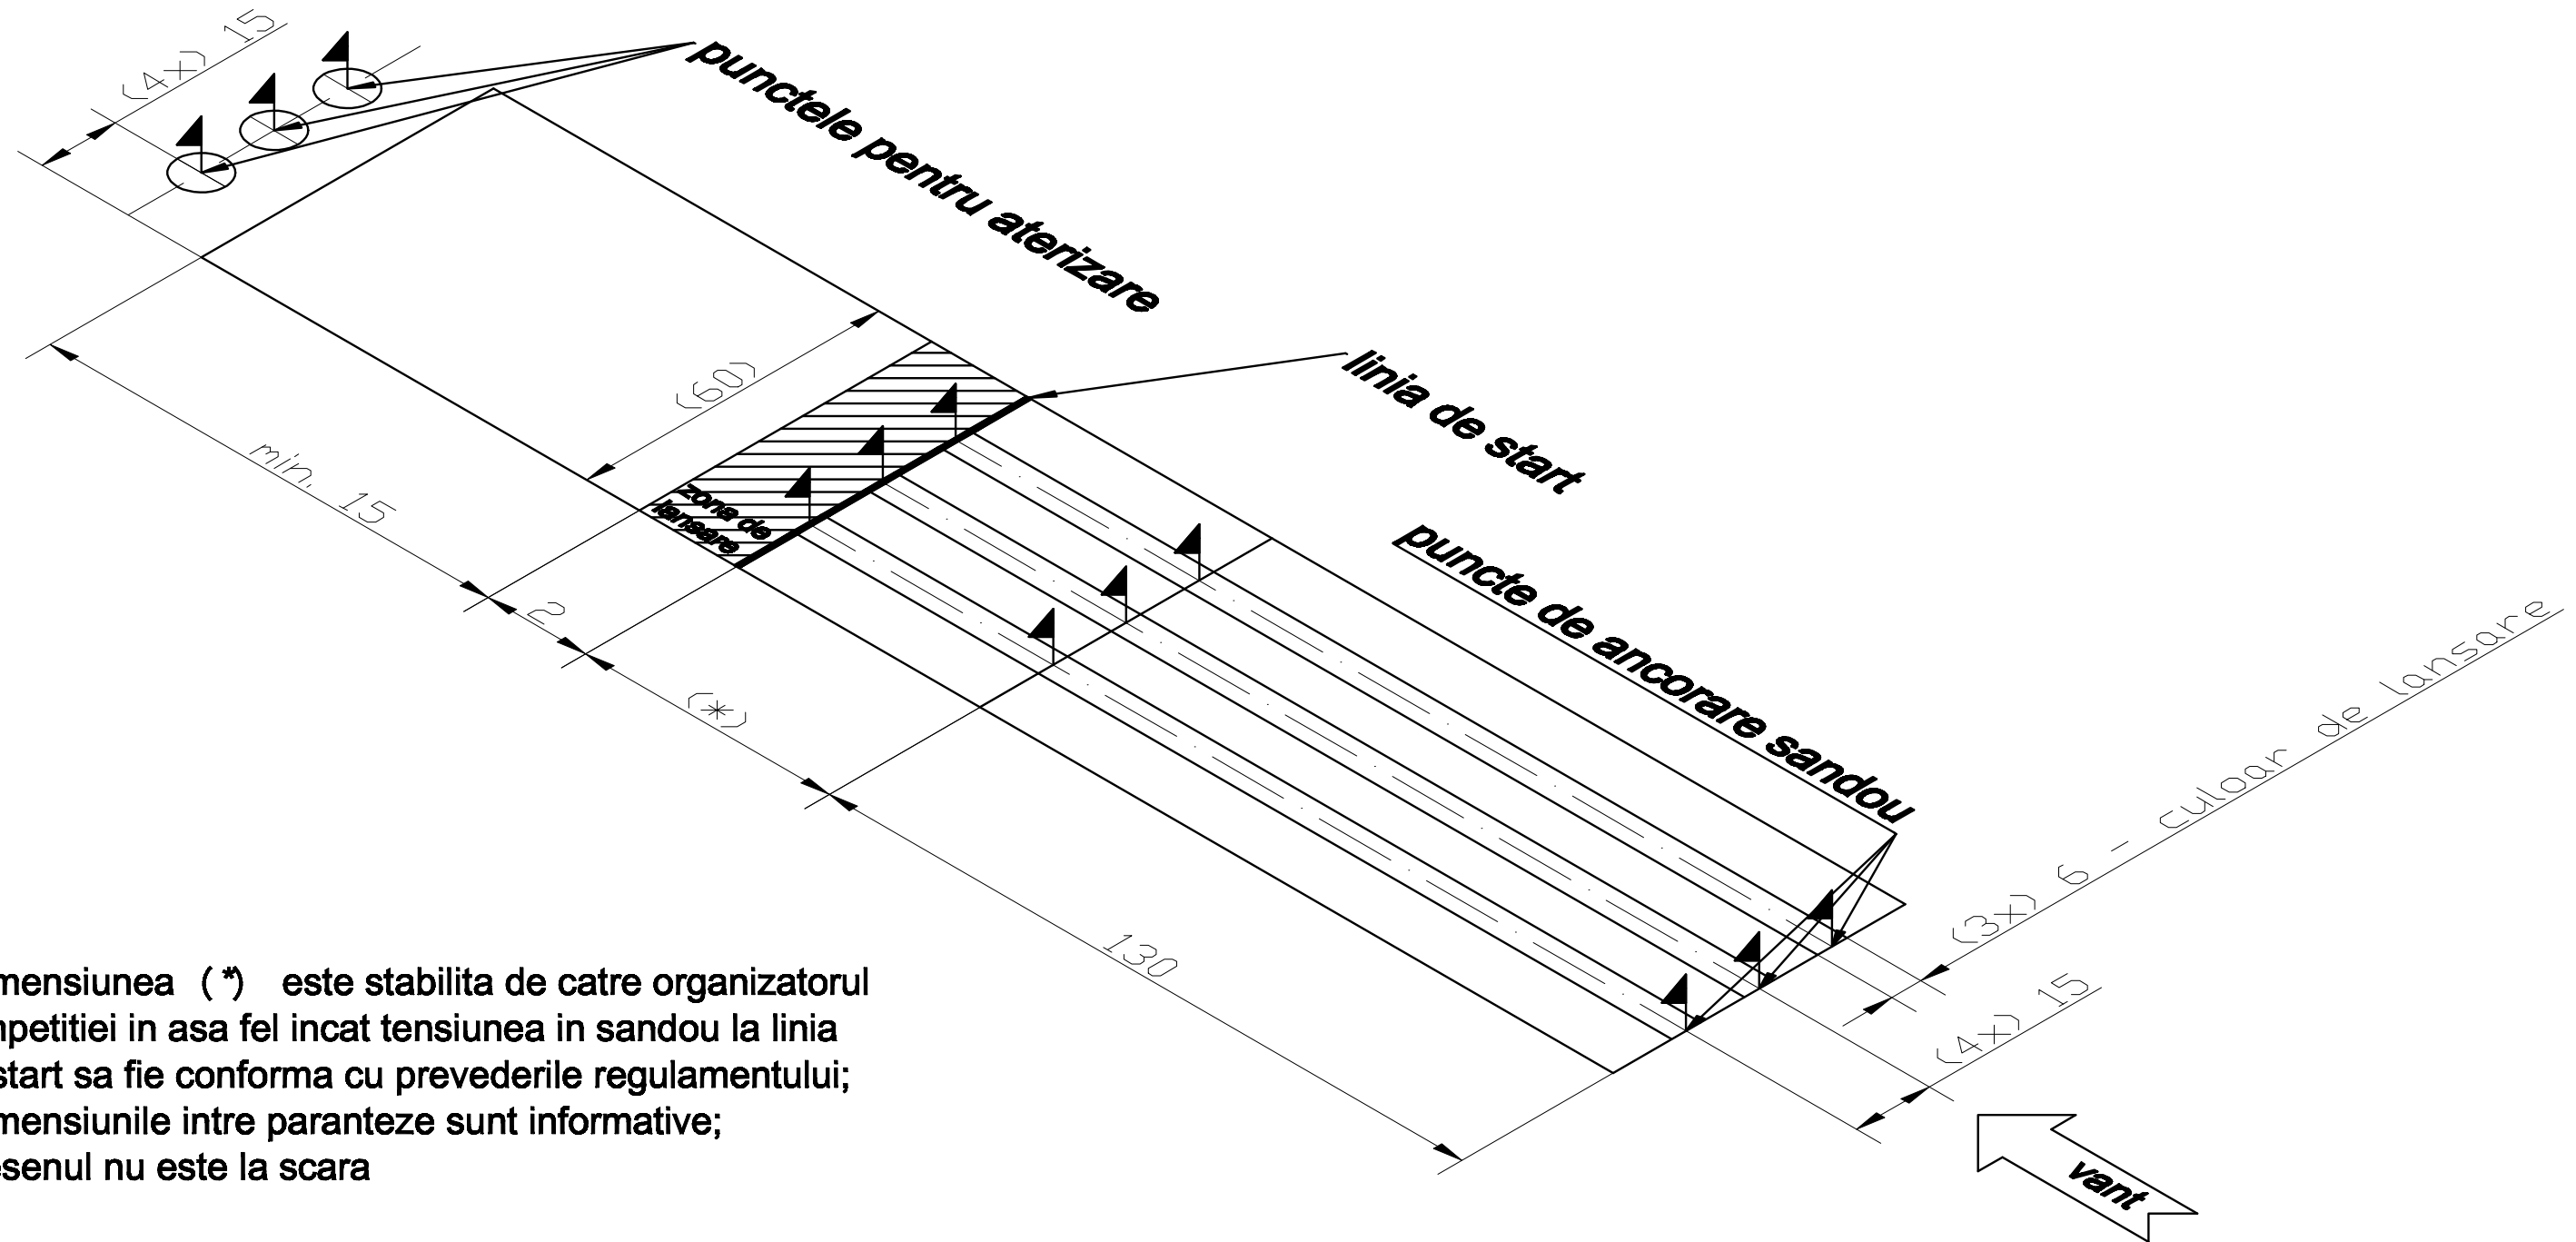 (4x) 15
punctele pentru aterizare
(60)
linia de start
min. 15
zona de
lansare
puncte de ancorare sandou
2
(*)
(3x) 6 - culoar de lansare
130
(4x) 15
vant
mensiunea (*) este stabilita de catre organizatorul
mpetitiei in asa fel incat tensiunea in sandou la linia
start sa fie conforma cu prevederile regulamentului;
mensiunile intre paranteze sunt informative;
esenul nu este la scara